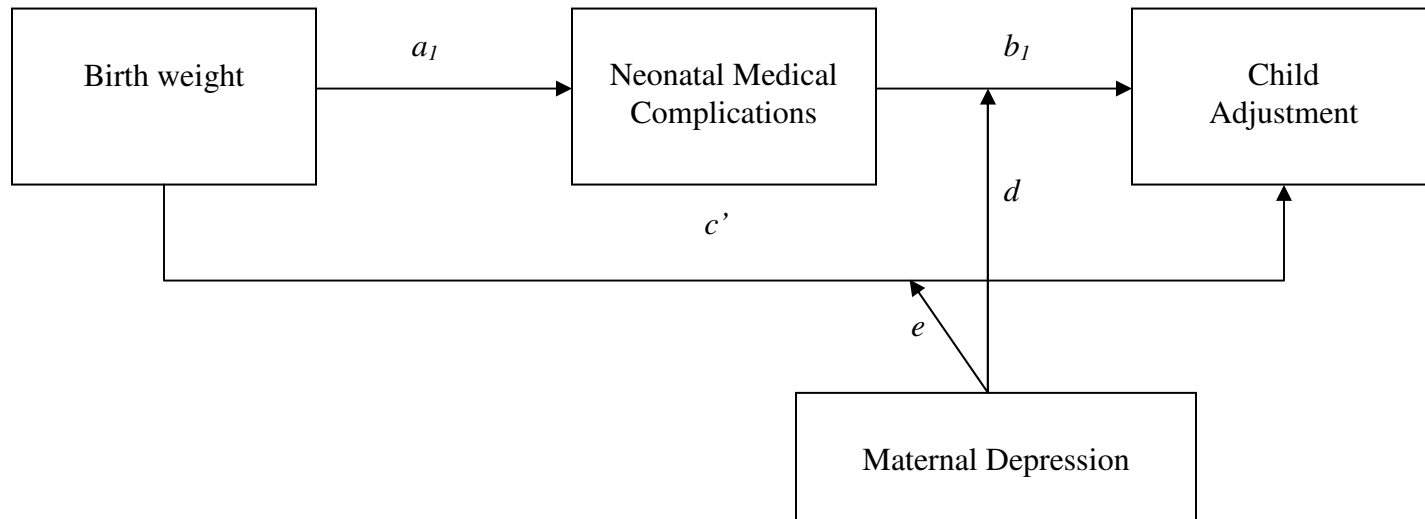 a1
b1
Birth weight
Neonatal Medical
Complications
Child
Adjustment
d
c’
e
Maternal Depression